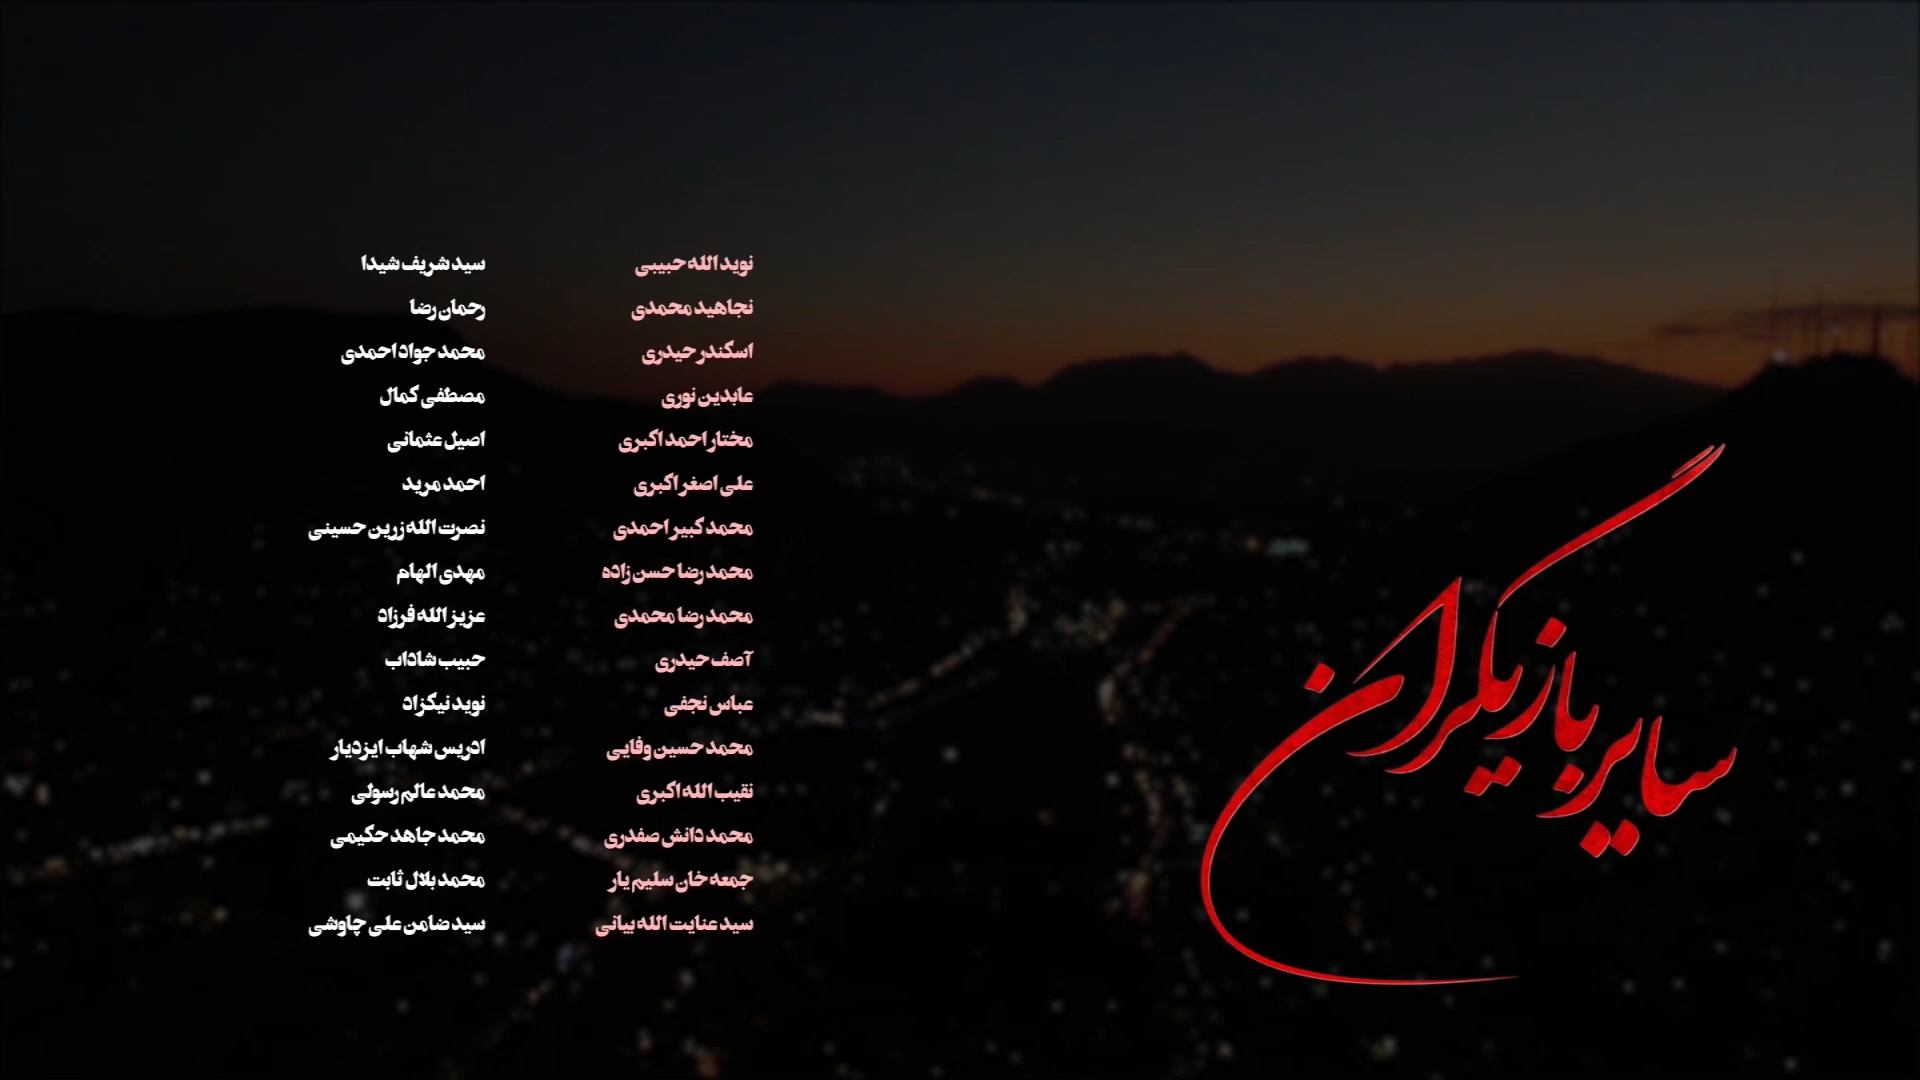 سایر بازیگران
نوید الله حبیبی
سید شریف شیدا
نجاهید محمدی
رحمان رضا
اسکندر حیدری
محمد جواد احمدی
عابدین نوری
مصطفی کمال
مختار احمد اکبری
اصیل عثمانی
علی اصغر اکبری
احمد مرید
محمد کبیر احمدی
نصرت الله زرین حسینی
محمد رضا حسن زاده
مهدی الهام
محمد رضا محمدی
عزیز الله فرزاد
آصف حیدری
حبیب شاداب
عباس نجفی
نوید نیکزاد
محمد حسین وفایی
ادریس شهاب ایزدیار
نقیب الله اکبری
محمد عالم رسولی
محمد دانش صفدری
محمد جاهد حکیمی
جمعه خان سلیم یار
محمد بلال ثابت
سید عنایت الله بیانی
سید ضامن علی چاوشی